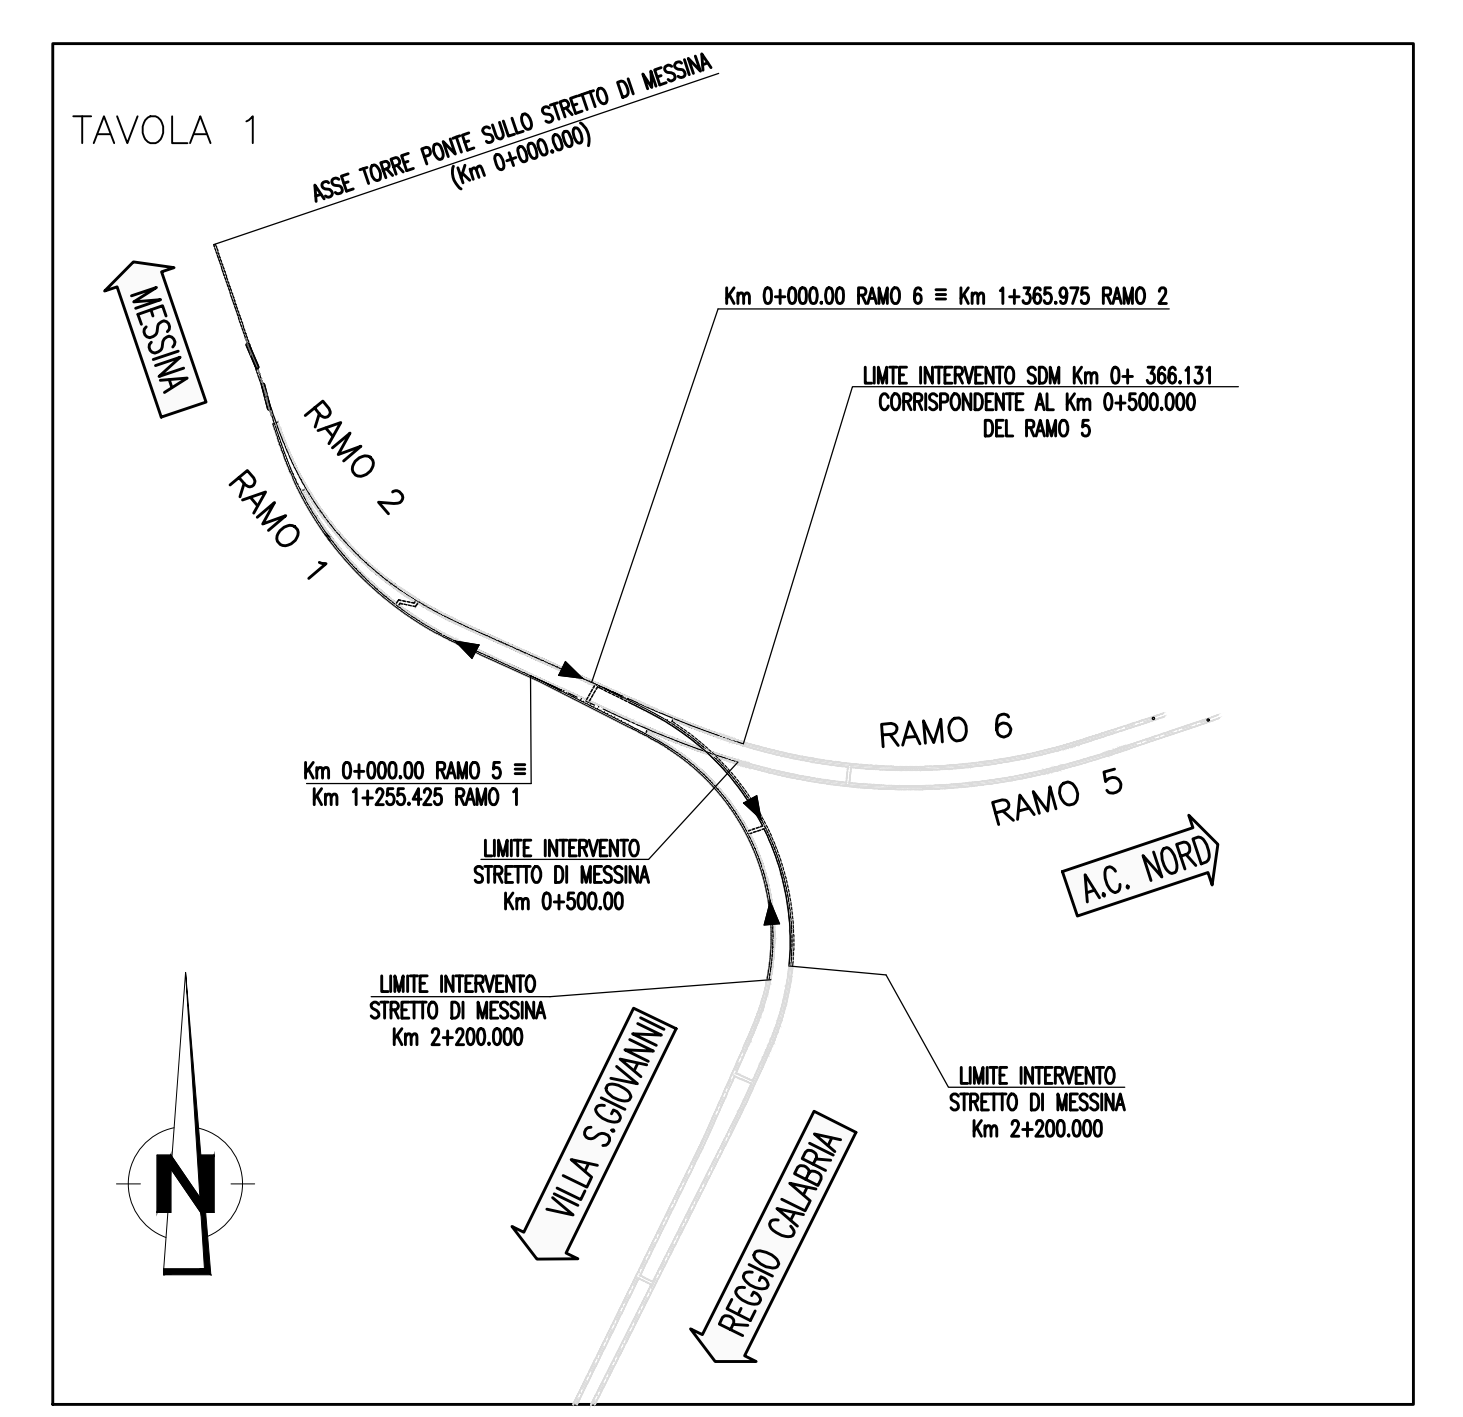 TAVOLA 1
ASSE TORRE PONTE SULLO STRETTO DI MESSINA
(Km 0+000.000)
MESSINA
Km 0+000.00 RAMO 6 ≡ Km 1+365.975 RAMO 2
LIMTE INTERVENTO SDM Km 0+ 366.131
CORRISPONDENTE AL Km 0+500.000
DEL RAMO 5
RAMO 2
RAMO 1
RAMO 6
RAMO 5
Km 0+000.00 RAMO 5 ≡
Km 1+255.425 RAMO 1
LIMITE INTERVENTO
STRETTO DI MESSINA
Km 0+500.00
A.C. NORD
LIMITE INTERVENTO
STRETTO DI MESSINA
Km 2+200.000
VILLA S.GIOVANNI
LIMITE INTERVENTO
STRETTO DI MESSINA
Km 2+200.000
REGGIO CALABRIA
N